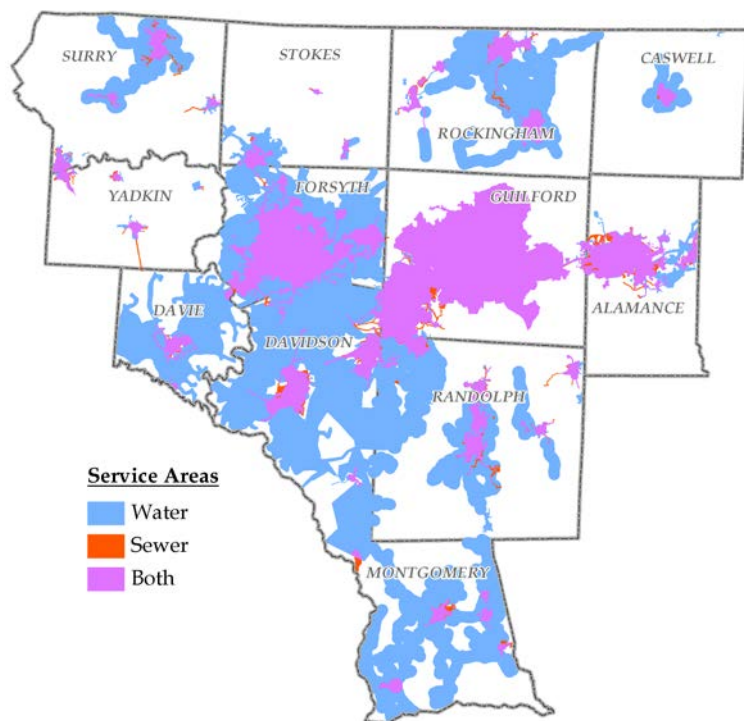 SURRY
STOKES
CASWELL
ROCKINGHAM
YADKIN
FORSYTH
GUILFORD
DAVIE
ALAMANCE
DAVIDSON
RANDOLPH
Service Areas
Water
Sewer
Both
MONTGOMERY